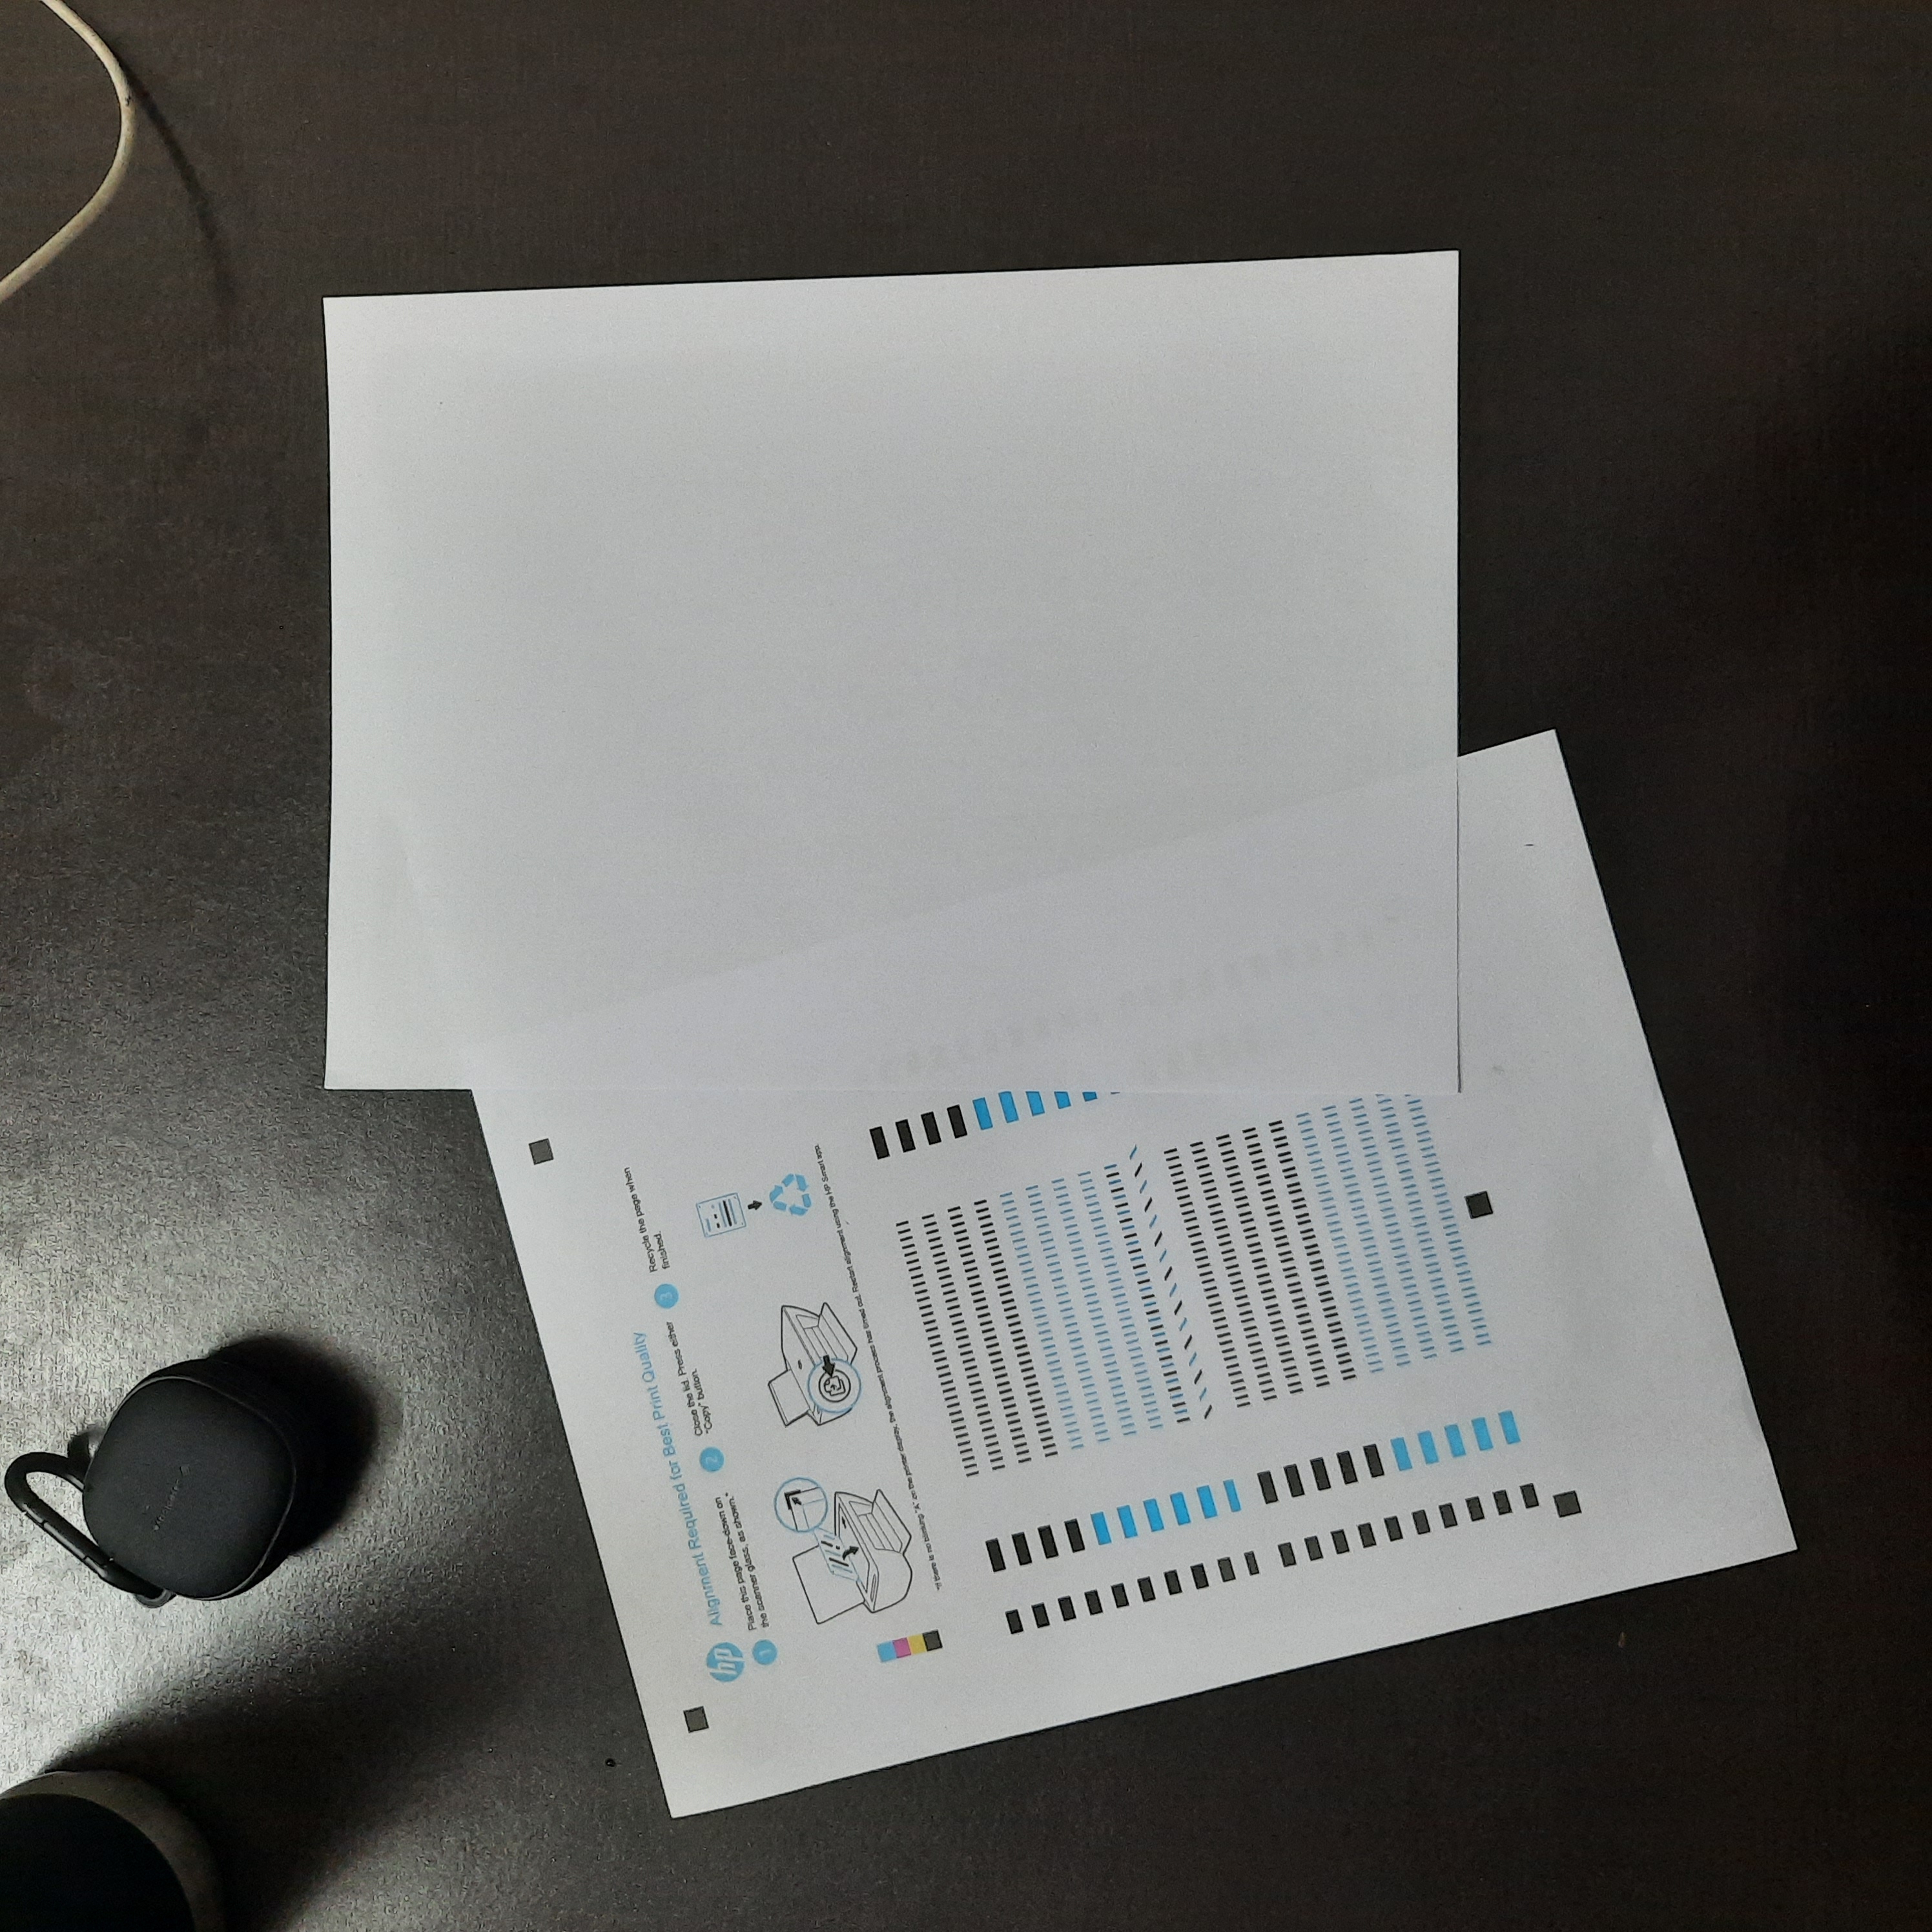 hp
Alignment Required for Best Print Quality
1
Place this page face-down on
the scanner glass, as shown.*
2
Close the lid. Press either
"Copy" button.
3
Recycle the page when
finished.
*If there is no blinking "A" on the printer display, the alignment process has timed out. Restart alignment using the HP Smart app.